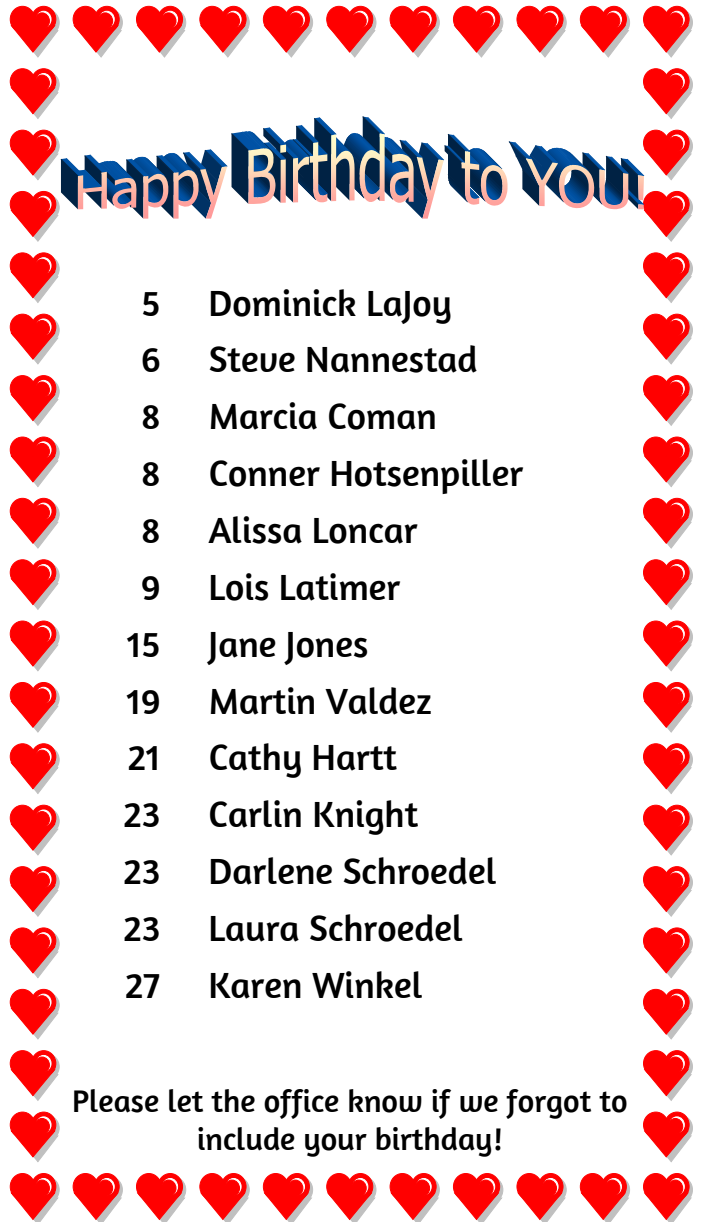 Happy Birthday to YOU!
5 Dominick LaJoy
6 Steve Nannestad
8 Marcia Coman
8 Conner Hotsenpiller
8 Alissa Loncar
9 Lois Latimer
15 Jane Jones
19 Martin Valdez
21 Cathy Hartt
23 Carlin Knight
23 Darlene Schroedel
23 Laura Schroedel
27 Karen Winkel
Please let the office know if we forgot to
include your birthday!